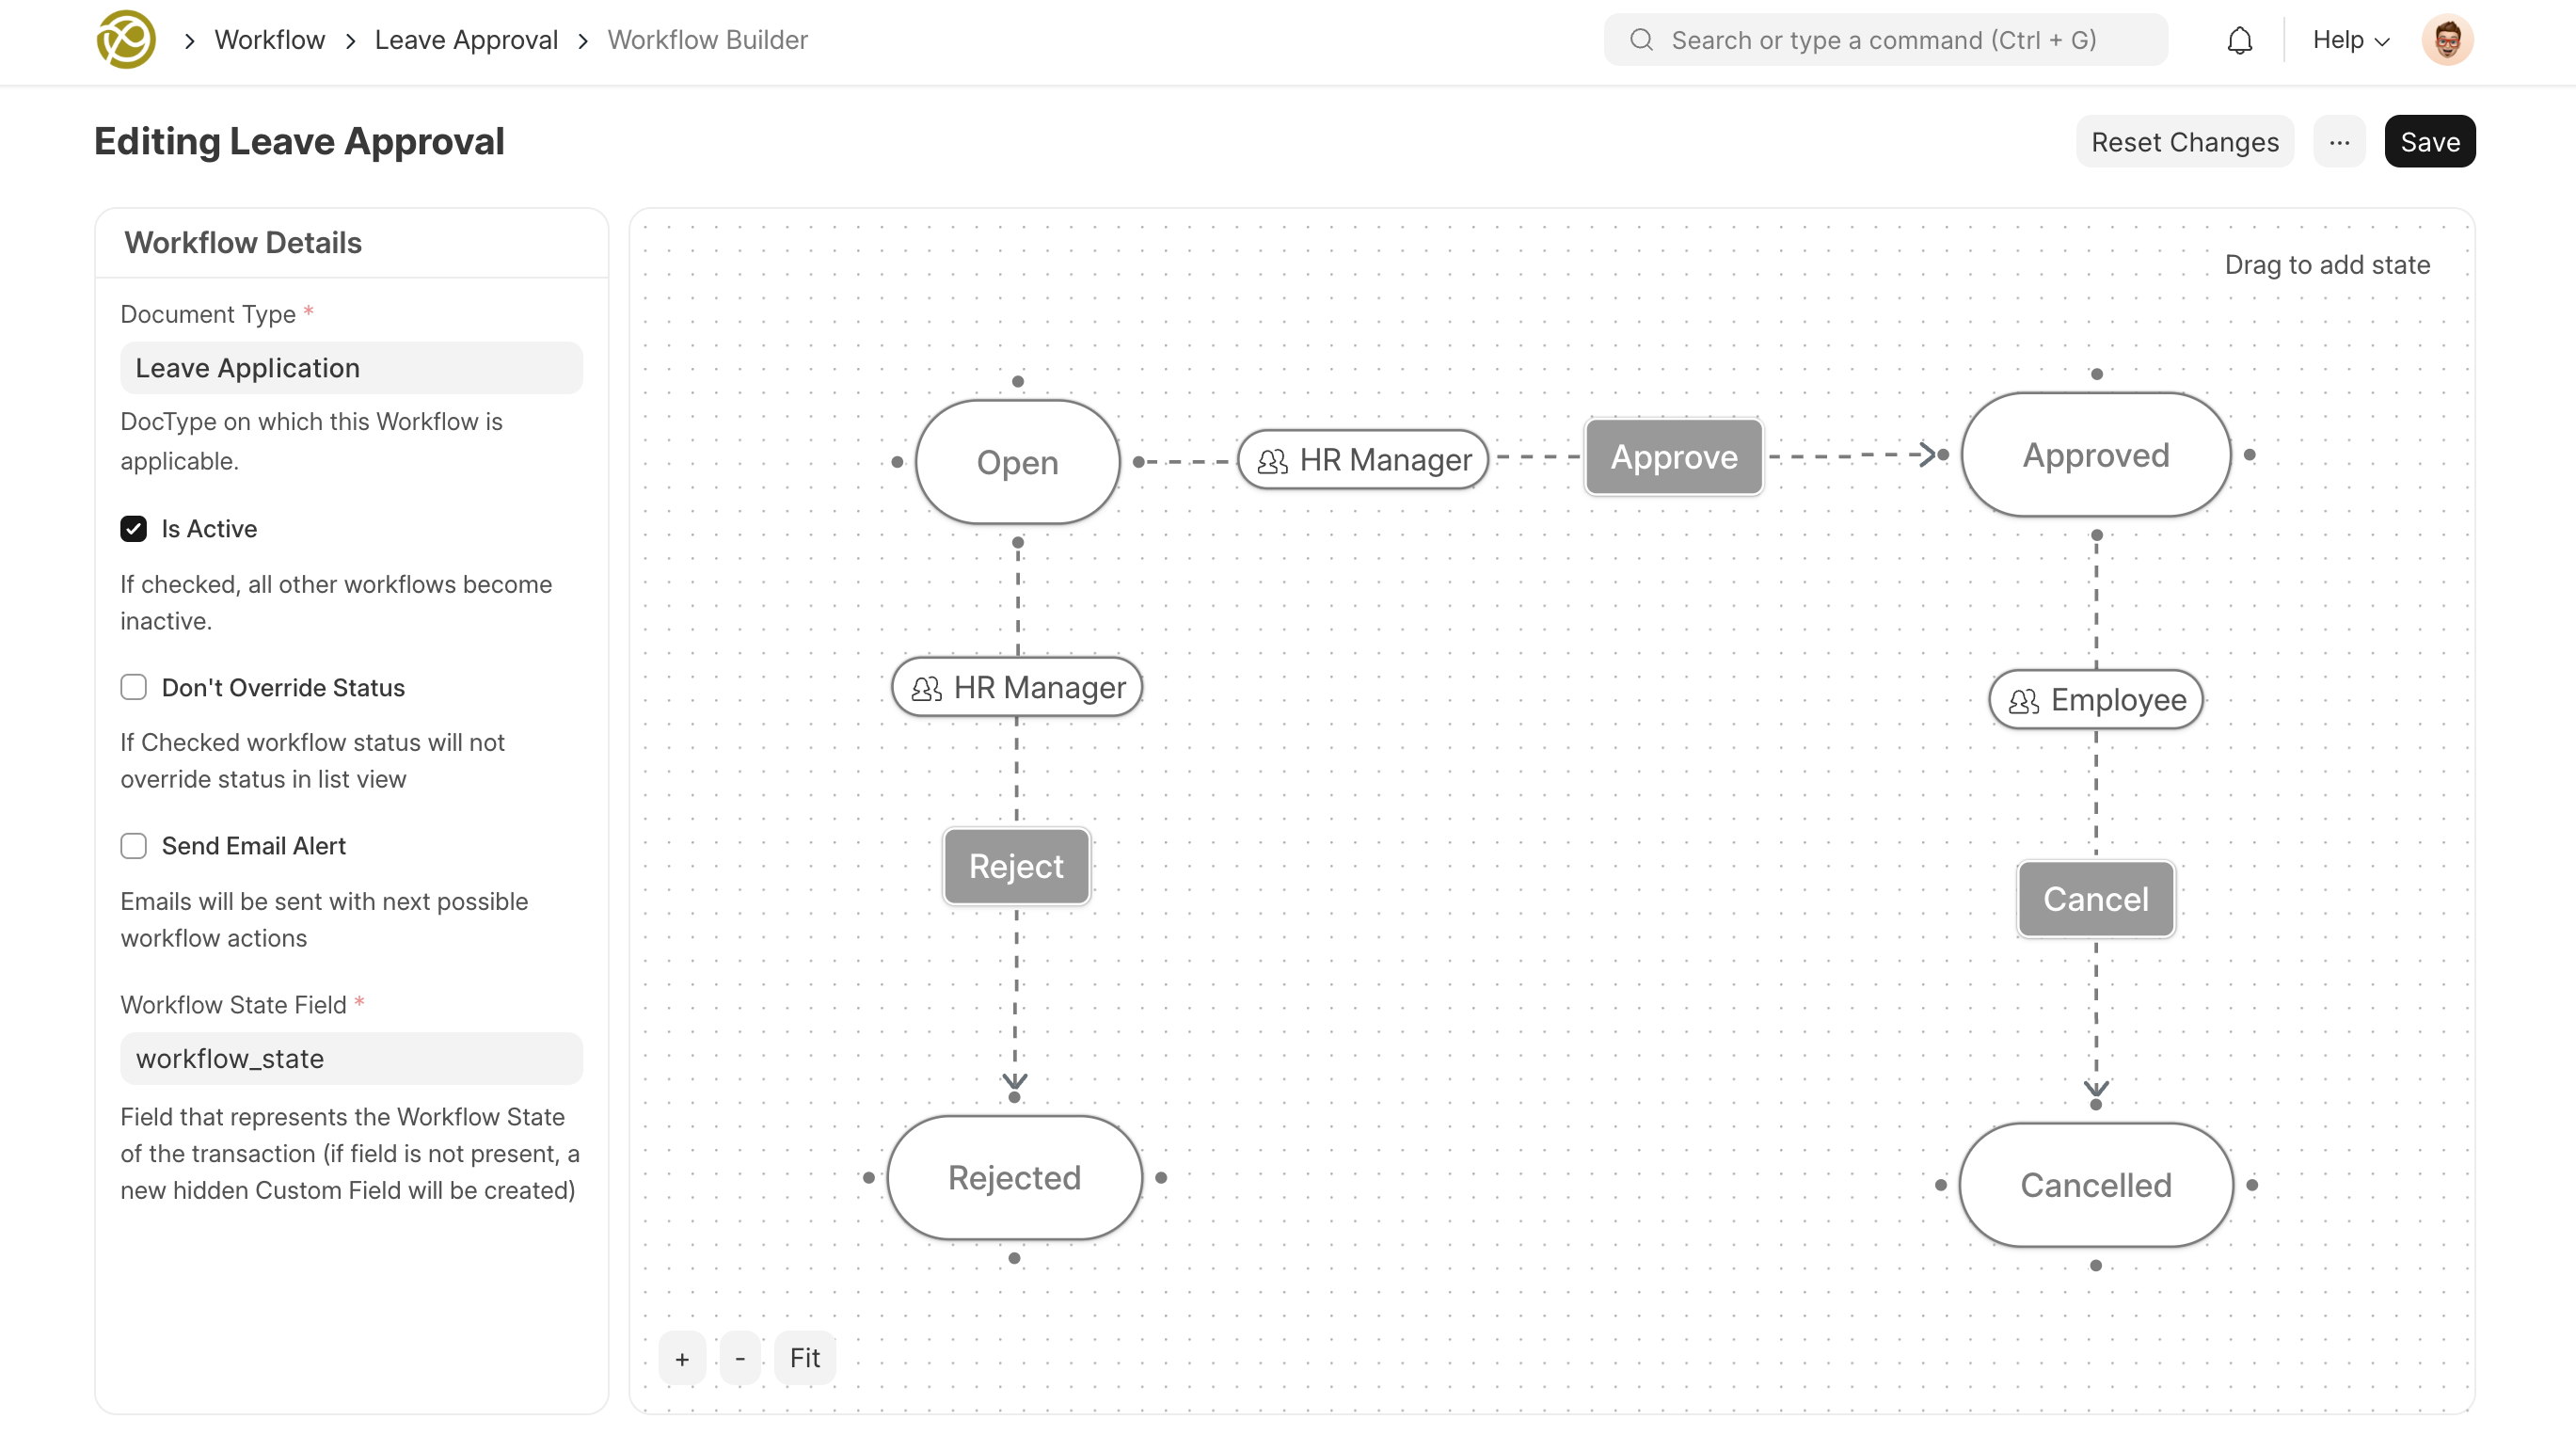 Workflow
Leave Approval
Workflow Builder
Search or type a command (Ctrl + G)
Help
Editing Leave Approval
Reset Changes
...
Save
Workflow Details
Document Type *
Leave Application
DocType on which this Workflow is
applicable.
Is Active
If checked, all other workflows become
inactive.
Don't Override Status
If Checked workflow status will not
override status in list view
Send Email Alert
Emails will be sent with next possible
workflow actions
Workflow State Field *
workflow_state
Field that represents the Workflow State
of the transaction (if field is not present, a
new hidden Custom Field will be created)
Drag to add state
Open
HR Manager
Approve
Approved
HR Manager
Employee
Reject
Cancel
Rejected
Cancelled
+
-
Fit